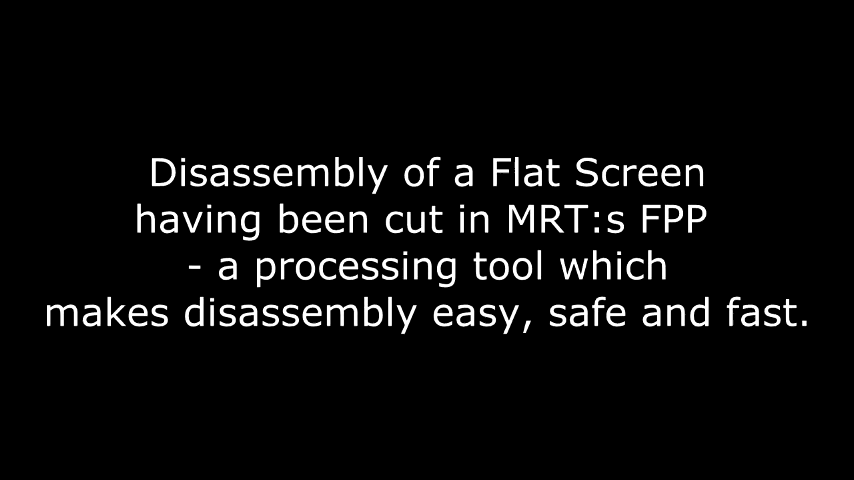 Disassembly of a Flat Screen
having been cut in MRT:s FPP
- a processing tool which
makes disassembly easy, safe and fast.